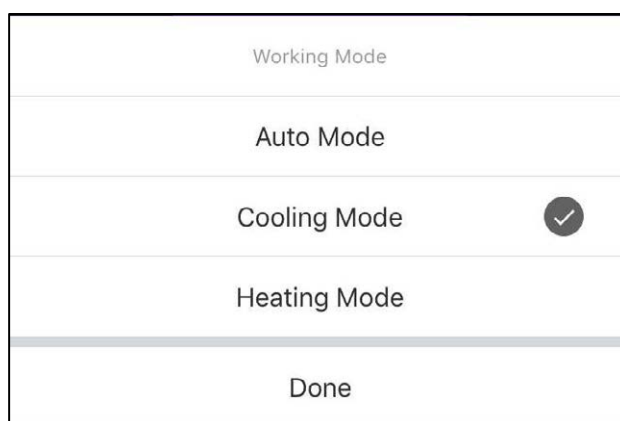 Working Mode
Auto Mode
Cooling Mode
Heating Mode
Done